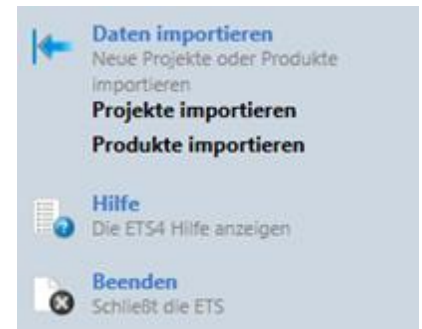 Daten importieren
Neue Projekte oder Produkte
importieren
Projekte importieren
Produkte importieren
Hilfe
Die ETS4 Hilfe anzeigen
Beenden
Schließt die ETS